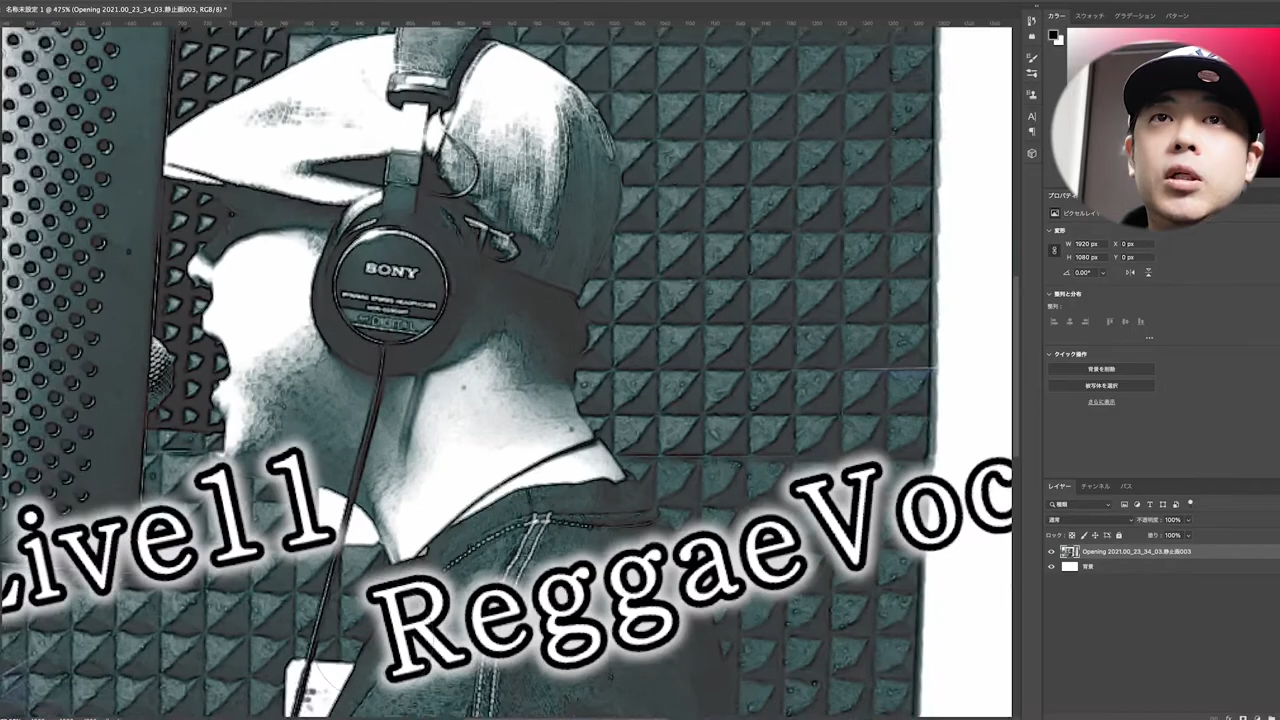 名称未設定 1 @ 475% (Opening 2021.00_23_34_03.静止画003, RGB/8) *
カラー スウォッチ グラデーション パターン
SONY
DIGITAL
Live11
ReggaeVoc
プロパティ
ピクセルレイ
変形
W 1920 px X 0 px
H 1080 px Y 0 px
0.00°
整列と分布
整列:
クイック操作
背景を削除
被写体を選択
さらに表示
レイヤー チャンネル パス
種類
通常 不透明度: 100%
ロック: 塗り: 100%
Opening 2021.00_23_34_03.静止画003
背景